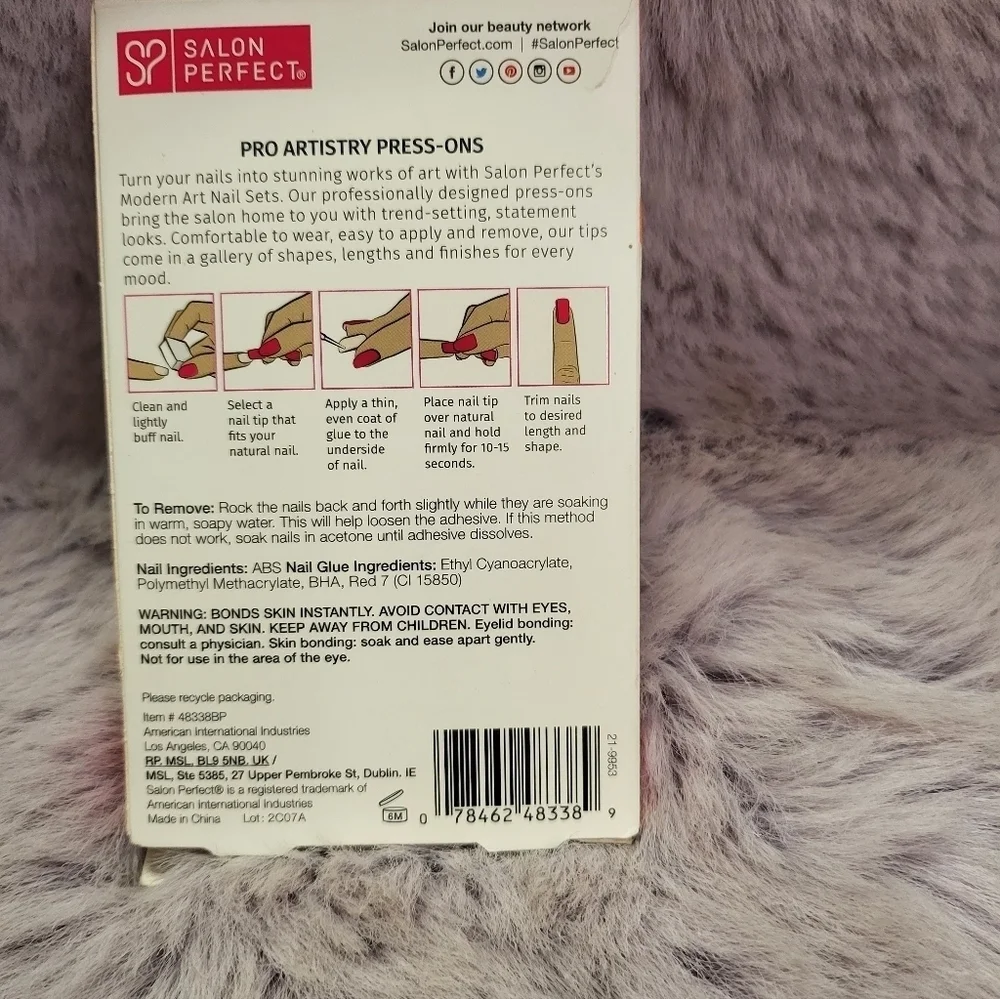 SP SALON
PERFECT®
Join our beauty network
SalonPerfect.com | #SalonPerfect
PRO ARTISTRY PRESS-ONS
Turn your nails into stunning works of art with Salon Perfect's
Modern Art Nail Sets. Our professionally designed press-ons
bring the salon home to you with trend-setting, statement
looks. Comfortable to wear, easy to apply and remove, our tips
come in a gallery of shapes, lengths and finishes for every
mood.
Clean and
lightly
buff nail.
Select a
nail tip that
fits your
natural nail.
Apply a thin,
even coat of
glue to the
underside
of nail.
Place nail tip
over natural
nail and hold
firmly for 10-15
seconds.
Trim nails
to desired
length and
shape.
To Remove: Rock the nails back and forth slightly while they are soaking
in warm, soapy water. This will help loosen the adhesive. If this method
does not work, soak nails in acetone until adhesive dissolves.
Nail Ingredients: ABS Nail Glue Ingredients: Ethyl Cyanoacrylate,
Polymethyl Methacrylate, BHA, Red 7 (CI 15850)
WARNING: BONDS SKIN INSTANTLY. AVOID CONTACT WITH EYES,
MOUTH, AND SKIN. KEEP AWAY FROM CHILDREN. Eyelid bonding:
consult a physician. Skin bonding: soak and ease apart gently.
Not for use in the area of the eye.
Please recycle packaging.
Item # 48338BP
American International Industries
Los Angeles, CA 90040
RP. MSL, BL9 5NB. UK /
MSL, Ste 5385, 27 Upper Pembroke St, Dublin. IE
Salon Perfect® is a registered trademark of
American International Industries
Made in China Lot: 2C07A
6M
0 78462 48338 9
21-9953